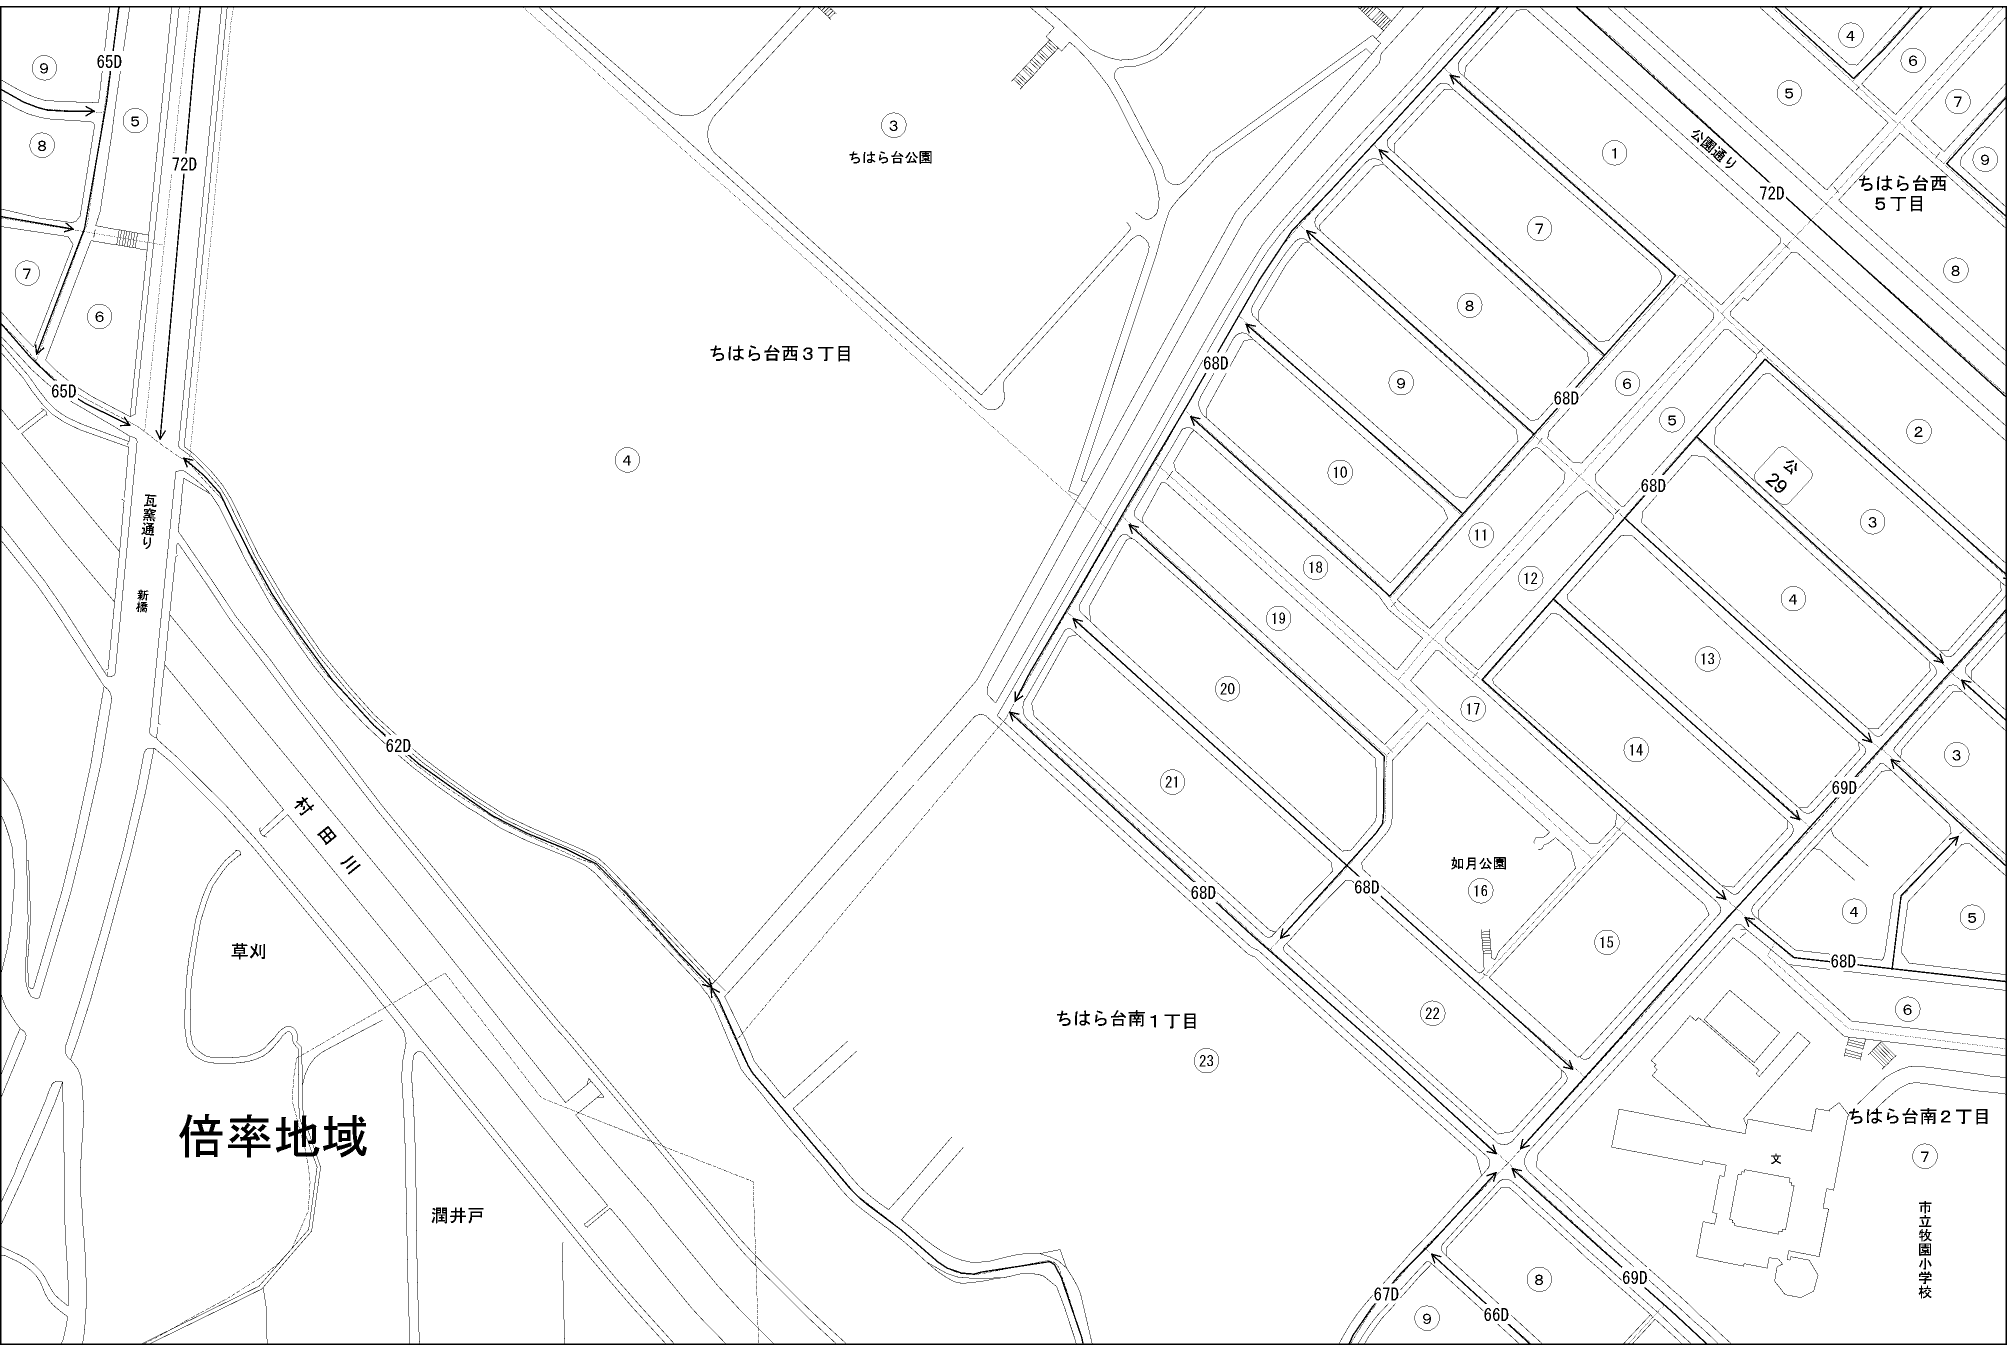 ⑨
65D
⑤
⑧
72D
⑦
⑥
65D
③
ちはら台公園
ちはら台西３丁目
④
①
公園通り
72D
④
⑥
⑤
⑦
⑨
ちはら台西
５丁目
⑧
⑦
⑧
68D
⑨
68D
⑥
⑤
②
⑩
68D
公
29
③
⑪
⑱
⑫
④
⑲
⑬
⑳
⑰
⑭
③
㉑
69D
瓦窯通り
新橋
62D
村田川
如月公園
⑯
68D
68D
⑮
④
⑤
68D
⑥
草刈
ちはら台南１丁目
㉒
㉓
倍率地域
潤井戸
ちはら台南２丁目
⑦
文
市立牧園小学校
⑧
69D
67D
66D
⑨